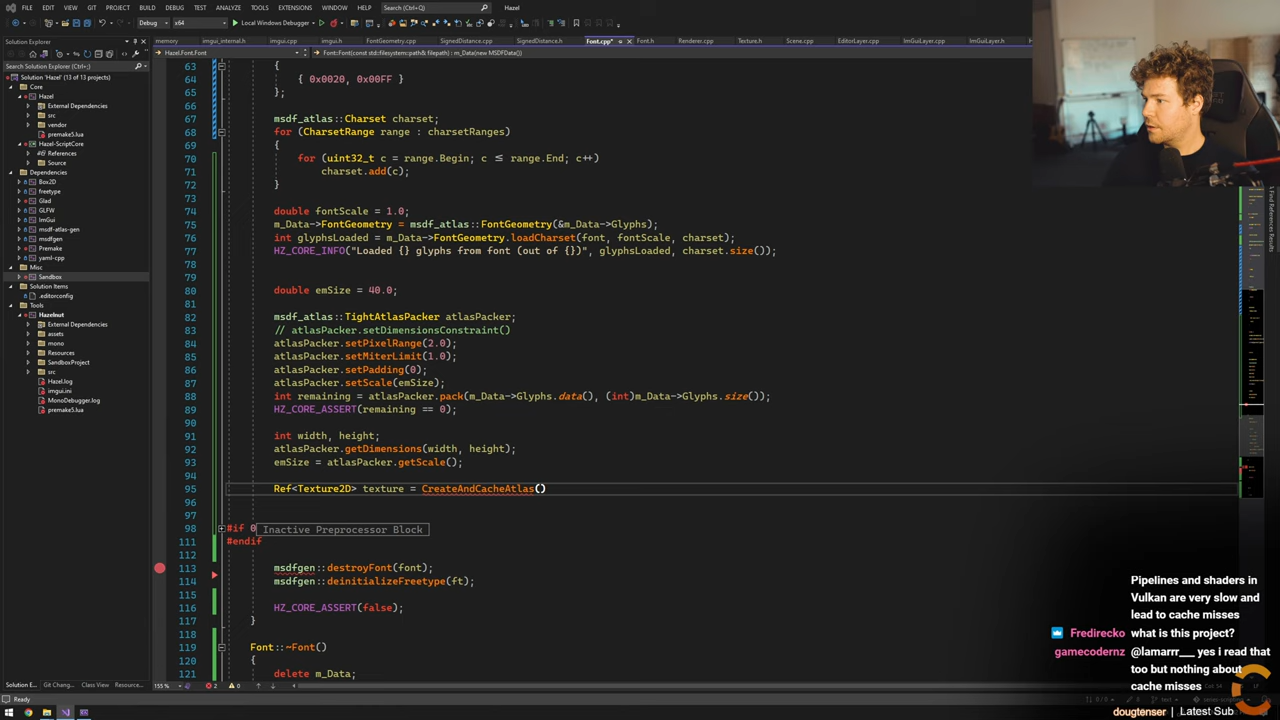 FILE EDIT VIEW GIT PROJECT BUILD DEBUG TEST ANALYZE TOOLS EXTENSIONS WINDOW HELP Search (Ctrl+;) Hazel
Debug x64 Local Windows Debugger
Solution Explorer
memory imgui_internal.h imgui.cpp FontGeometry.cpp SignedDistance.cpp SignedDistance.h Font.cpp* Font.h Renderer.cpp Texture.h Scene.cpp EditorLayer.cpp ImGuiLayer.cpp ImGuiLayer.h
Hazel.Font.Font Font::Font(const std::filesystem::path& filepath) : m_Data(new MSDFData())
Search Solution Explorer (Ctrl+;)
Solution 'Hazel' (13 of 13 projects)
Core
Hazel
External Dependencies
src
vendor
premake5.lua
Hazel-ScriptCore
References
Source
Dependencies
Box2D
freetype
Glad
GLFW
ImGui
msdf-atlas-gen
msdfgen
Premake
yaml-cpp
Misc
Sandbox
Solution Items
.editorconfig
Tools
Hazelnut
External Dependencies
assets
mono
Resources
SandboxProject
src
Hazel.log
imgui.ini
MonoDebugger.log
premake5.lua
63 {
64 { 0x0020, 0x00FF }
65 };
66
67 msdf_atlas::Charset charset;
68 for (CharsetRange range : charsetRanges)
69 {
70 for (uint32_t c = range.Begin; c ≤ range.End; c++)
71 charset.add(c);
72 }
73
74 double fontScale = 1.0;
75 m_Data->FontGeometry = msdf_atlas::FontGeometry(&m_Data->Glyphs);
76 int glyphsLoaded = m_Data->FontGeometry.loadCharset(font, fontScale, charset);
77 HZ_CORE_INFO("Loaded {} glyphs from font (out of {})", glyphsLoaded, charset.size());
78
79
80 double emSize = 40.0;
81
82 msdf_atlas::TightAtlasPacker atlasPacker;
83 // atlasPacker.setDimensionsConstraint()
84 atlasPacker.setPixelRange(2.0);
85 atlasPacker.setMiterLimit(1.0);
86 atlasPacker.setPadding(0);
87 atlasPacker.setScale(emSize);
88 int remaining = atlasPacker.pack(m_Data->Glyphs.data(), (int)m_Data->Glyphs.size());
89 HZ_CORE_ASSERT(remaining == 0);
90
91 int width, height;
92 atlasPacker.getDimensions(width, height);
93 emSize = atlasPacker.getScale();
94
95 Ref<Texture2D> texture = CreateAndCacheAtlas()
96
97
98 #if 0 Inactive Preprocessor Block
111 #endif
112
113 msdfgen::destroyFont(font);
114 msdfgen::deinitializeFreetype(ft);
115
116 HZ_CORE_ASSERT(false);
117 }
118
119 Font::~Font()
120 {
121 delete m_Data;
Find References Results
Pipelines and shaders in
Vulkan are very slow and
lead to cache misses
Fredirecko what is this project?
gamecodernz @lamarrr___ yes i read that
too but nothing about
cache misses
dougtenser | Latest Sub
Solution E... Git Chang... Class View Resource...
155 % 2 0
Ready